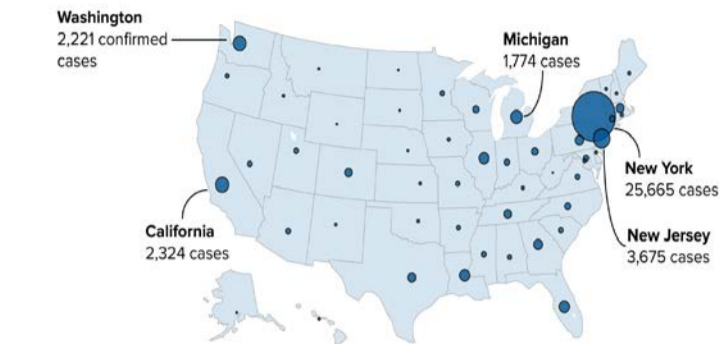 Washington
2,221 confirmed
cases
Michigan
1,774 cases
New York
25,665 cases
California
2,324 cases
New Jersey
3,675 cases